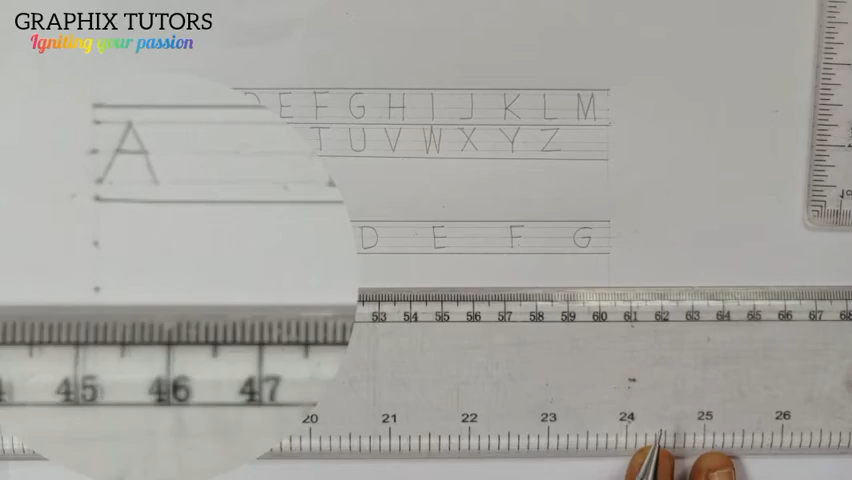 GRAPHIX TUTORS
Igniting your passion
E F G H I J K L M
T U V W X Y Z
A
D E F G
53 54 55 56 57 58 59 60 61 62 63 64 65 66 67 68
45 46 47
20 21 22 23 24 25 26